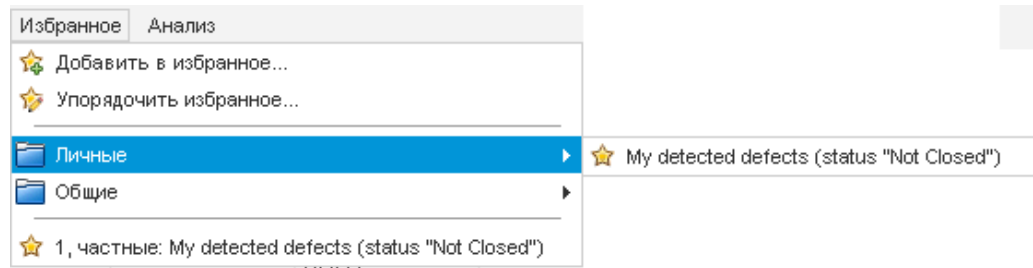 Избранное Анализ
Добавить в избранное...
Упорядочить избранное...
Личные
My detected defects (status "Not Closed")
Общие
1, частные: My detected defects (status "Not Closed")